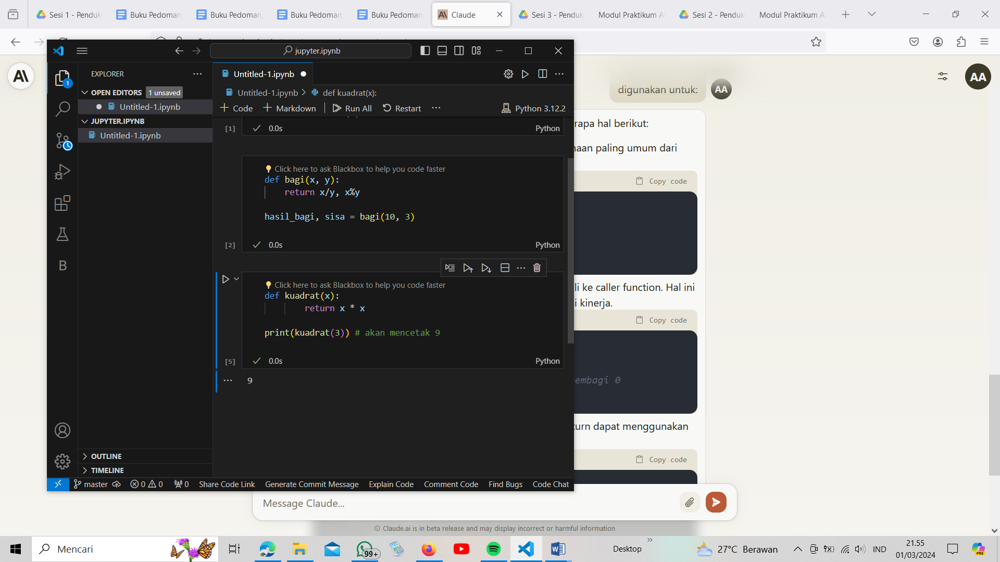 Sesi 1 - Penduk
Buku Pedoman
Buku Pedoman
Buku Pedoman
Buku Pedoman
Claude
Sesi 3 - Penduk
Modul Praktikum A
Sesi 2 - Penduk
Modul Praktikum A
jupyter.ipynb
EXPLORER
OPEN EDITORS 1 unsaved
Untitled-1.ipynb
JUPYTER.IPYNB
Untitled-1.ipynb
OUTLINE
TIMELINE
1
B
Untitled-1.ipynb
Untitled-1.ipynb > def kuadrat(x):
+ Code + Markdown Run All Restart ... Python 3.12.2
[1] 0.0s Python
Click here to ask Blackbox to help you code faster
def bagi(x, y):
return x/y, x%y
hasil_bagi, sisa = bagi(10, 3)
[2] 0.0s Python
Click here to ask Blackbox to help you code faster
def kuadrat(x):
return x * x
print(kuadrat(3)) # akan mencetak 9
[5] 0.0s Python
9
master 0 0 0 Share Code Link Generate Commit Message Explain Code Comment Code Find Bugs Code Chat
A\
digunakan untuk: AA
AA
rapa hal berikut:
naan paling umum dari
Copy code
li ke caller function. Hal ini
i kinerja.
Copy code
embagi 0
turn dapat menggunakan
Copy code
Message Claude...
Claude.ai is in beta release and may display incorrect or harmful information
Mencari
99+
Desktop
27°C Berawan
IND
21.55
01/03/2024
PRE